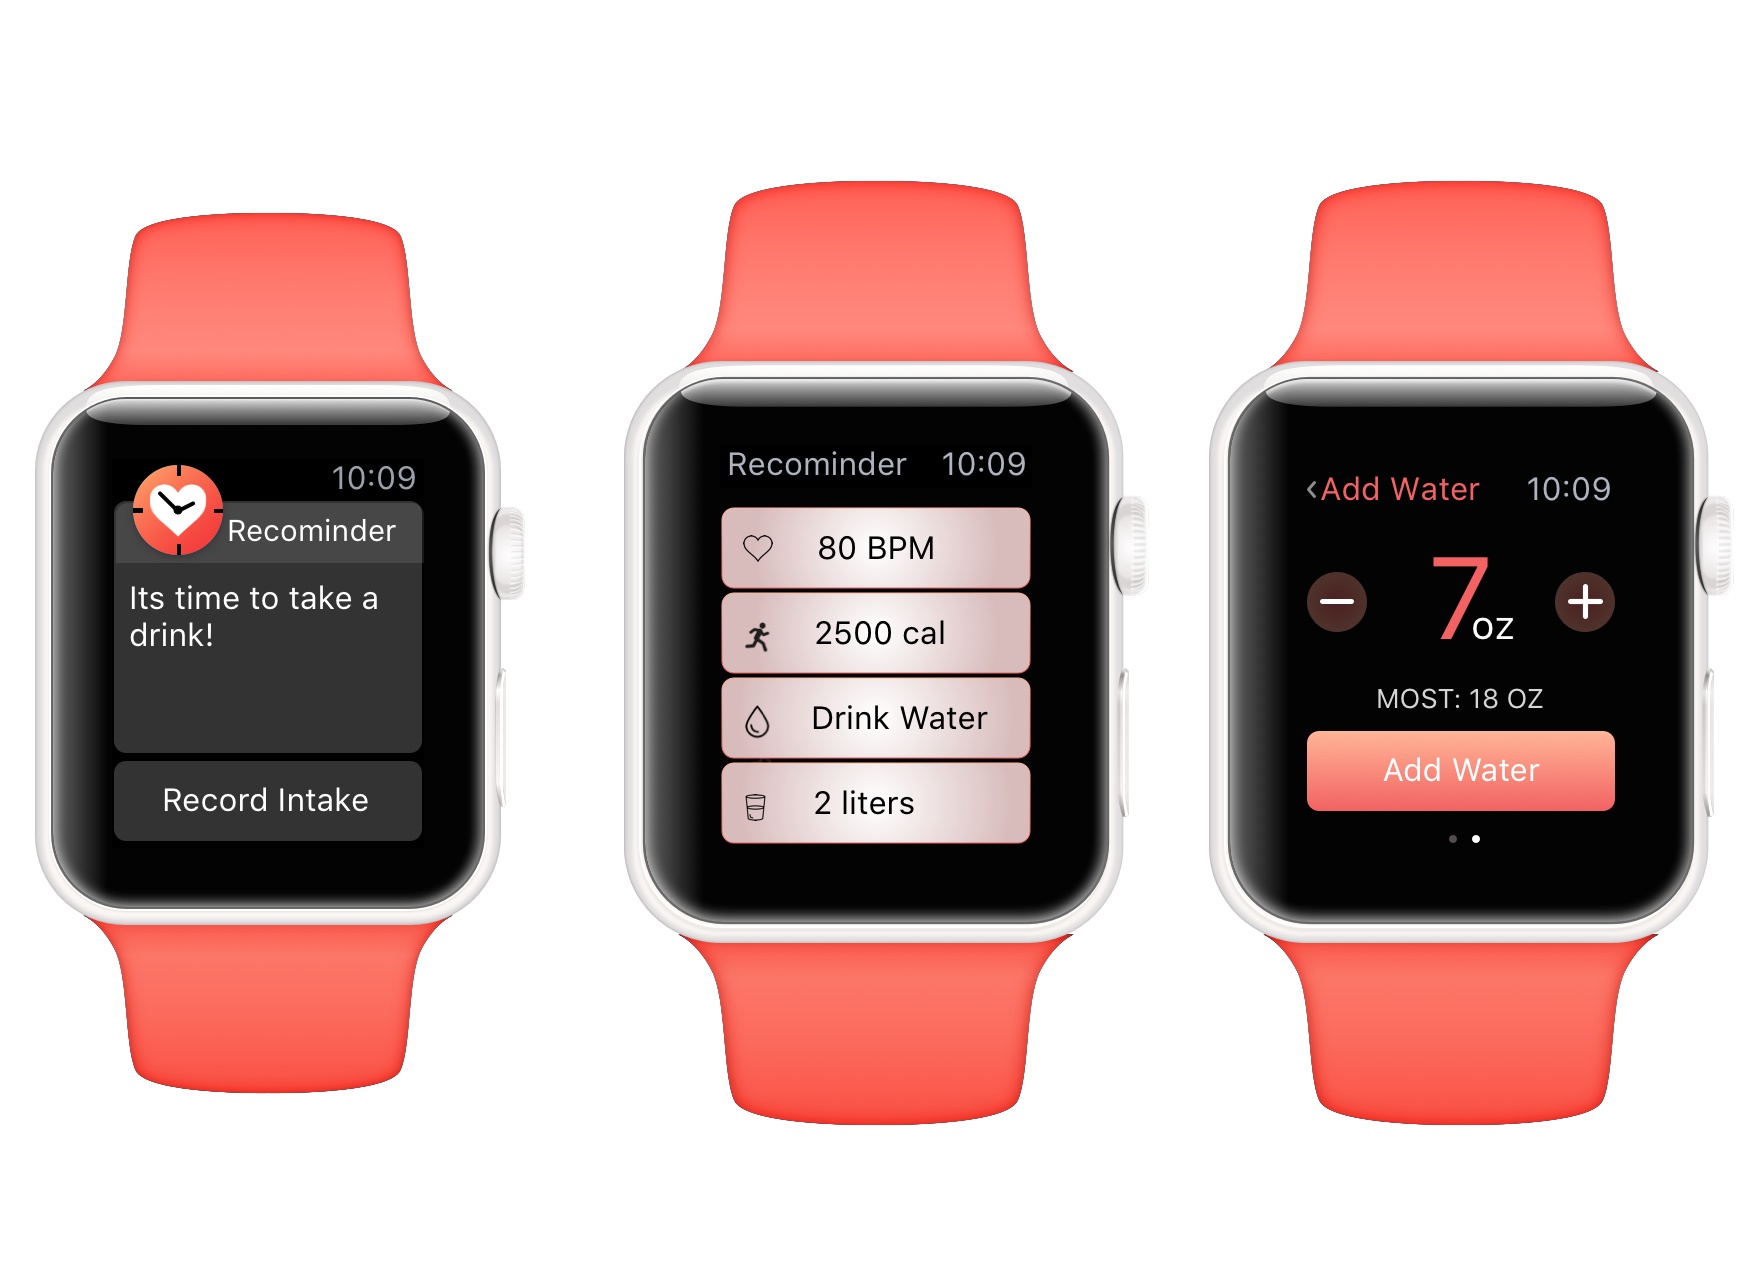 10:09
Recominder
Its time to take a
drink!
Record Intake
Recominder 10:09
80 BPM
2500 cal
Drink Water
2 liters
<Add Water 10:09
7oz
MOST: 18 OZ
Add Water